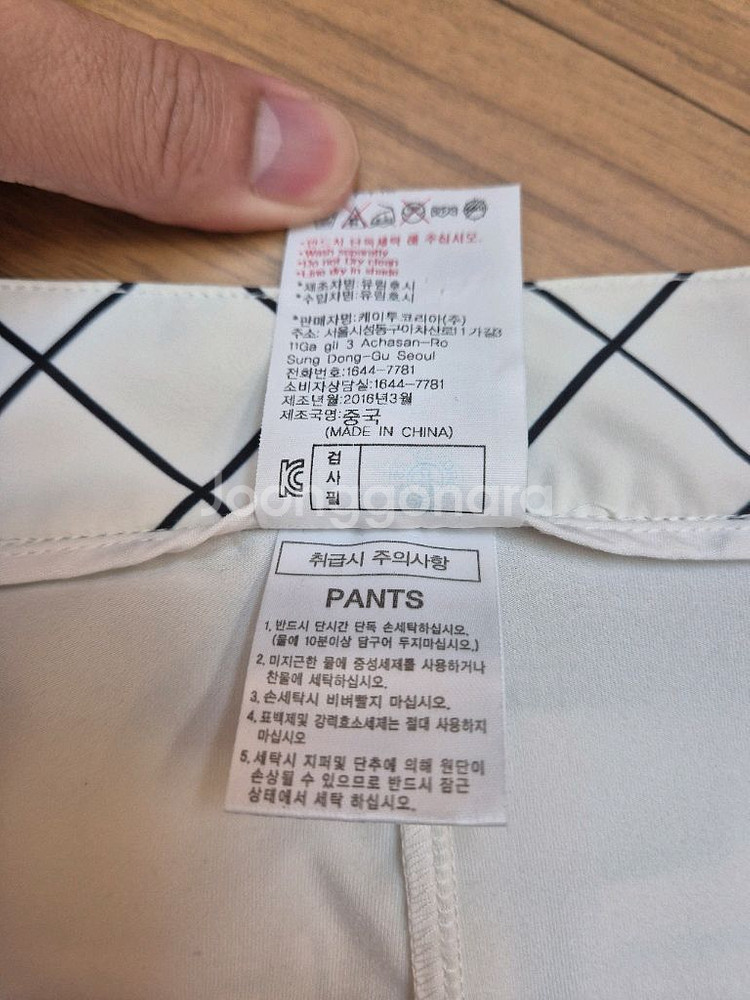 *반드시 단독세탁 해 주십시오.
*Wash separately
*Do not Dry clean
*Line dry in shade
*제조자명:유림호시
*수입자명:유림호시
*판매자명:케이투코리아(주)
주소: 서울시성동구아차산로11가길3
11Ga gil 3 Achasan-Ro
Sung Dong-Gu Seoul
전화번호:1644-7781
소비자상담실:1644-7781
제조년월:2016년3월
제조국명:중국
(MADE IN CHINA)
검
사
필
Joonggonara
취급시 주의사항
PANTS
1. 반드시 단시간 단독 손세탁하십시오.
(물에 10분이상 담구어 두지마십시오.)
2. 미지근한 물에 중성세제를 사용하거나
찬물에 세탁하십시오.
3. 손세탁시 비벼빨지 마십시오.
4. 표백제및 강력효소세제는 절대 사용하지
마십시오
5. 세탁시 지퍼및 단추에 의해 원단이
손상될 수 있으므로 반드시 잠근
상태에서 세탁 하십시오.